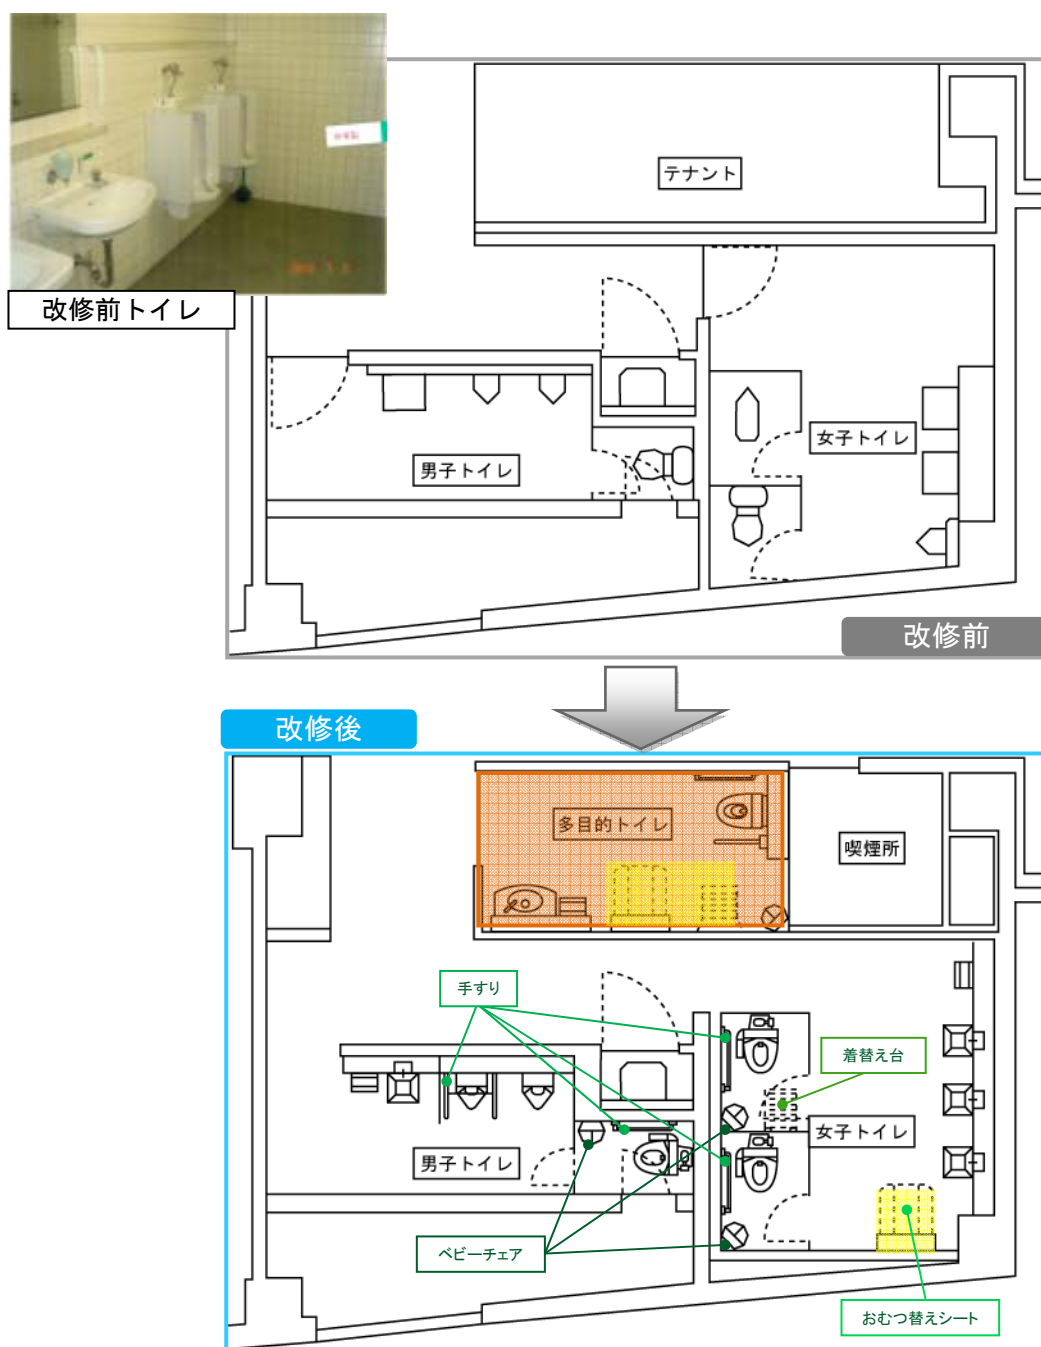 改修前トイレ
テナント
男子トイレ
女子トイレ
改修前
改修後
多目的トイレ
喫煙所
手すり
着替え台
女子トイレ
男子トイレ
ベビーチェア
おむつ替えシート